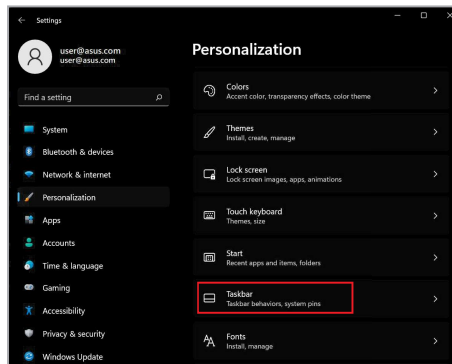 Settings
user@asus.com
user@asus.com
Find a setting
System
Bluetooth & devices
Network & internet
Personalization
Apps
Accounts
Time & language
Gaming
Accessibility
Privacy & security
Windows Update
Personalization
Colors
Accent color, transparency effects, color theme
Themes
Install, create, manage
Lock screen
Lock screen images, apps, animations
Touch keyboard
Themes, size
Start
Recent apps and items, folders
Taskbar
Taskbar behaviors, system pins
Fonts
Install, manage